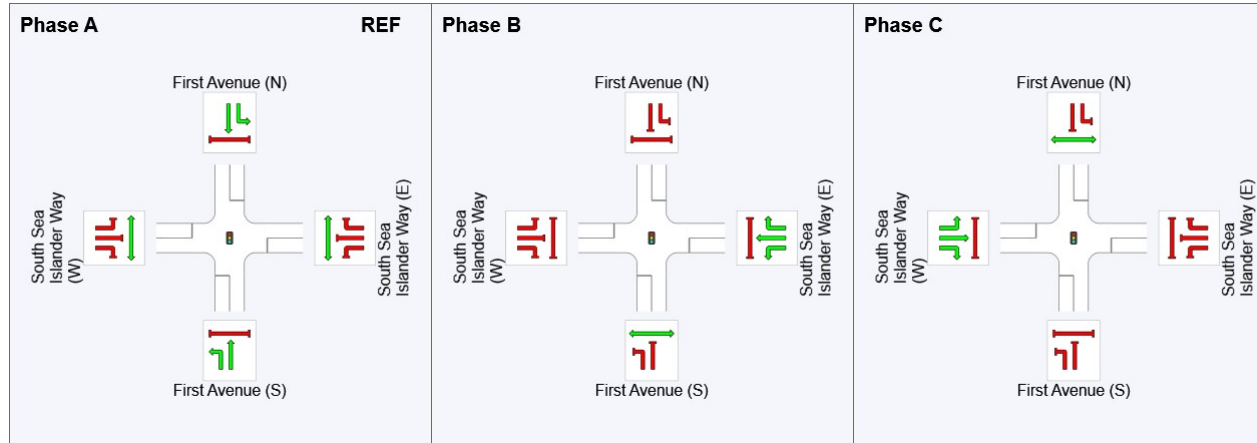 Phase A
REF
First Avenue (N)
South Sea
Islander Way
(W)
South Sea
Islander Way (E)
First Avenue (S)
Phase B
First Avenue (N)
South Sea
Islander Way
(W)
South Sea
Islander Way (E)
First Avenue (S)
Phase C
First Avenue (N)
South Sea
Islander Way
(W)
South Sea
Islander Way (E)
First Avenue (S)